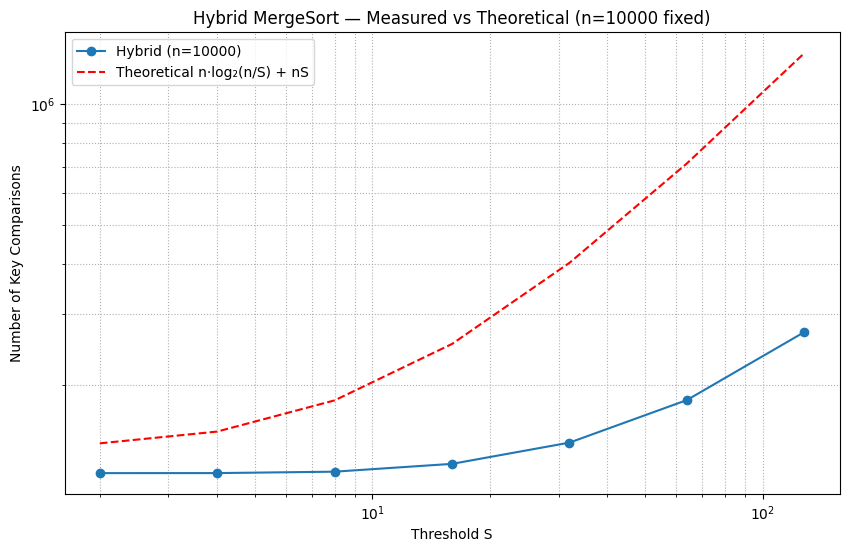 Hybrid MergeSort — Measured vs Theoretical (n=10000 fixed)
Hybrid (n=10000)
Theoretical n·log₂(n/S) + nS
10⁶
Number of Key Comparisons
10¹
10²
Threshold S